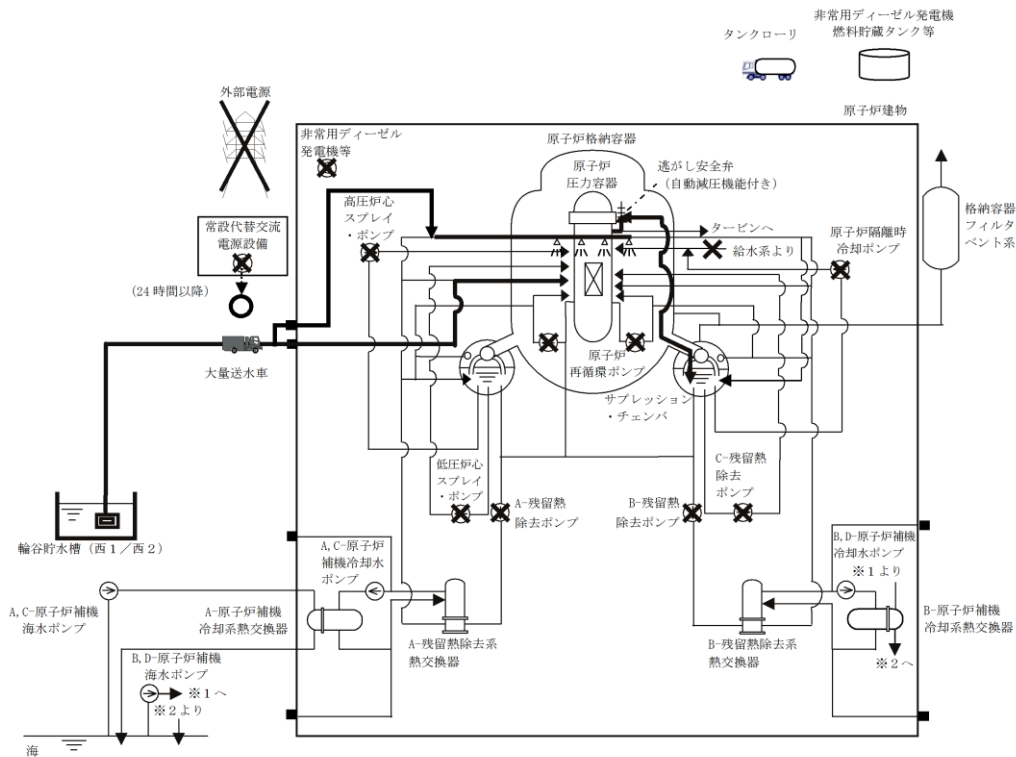 非常用ディーゼル発電機
燃料貯蔵タンク等
タンクローリ
外部電源
原子炉建物
非常用ディーゼル
発電機等
原子炉格納容器
原子炉
圧力容器
逃がし安全弁
(自動減圧機能付き)
高圧炉心
スプレイ
・ポンプ
常設代替交流
電源設備
(24時間以降)
タービンへ
給水系より
原子炉隔離時
冷却ポンプ
格納容器
フィルタ
ベント系
大量送水車
原子炉
再循環ポンプ
サプレッション
・チェンバ
低圧炉心
スプレイ
・ポンプ
A-残留熱
除去ポンプ
B-残留熱
除去ポンプ
C-残留熱
除去
ポンプ
輪谷貯水槽(西1/西2)
A,C-原子炉
補機冷却水
ポンプ
B,D-原子炉補機
冷却水ポンプ
※1より
A,C-原子炉補機
海水ポンプ
A-原子炉補機
冷却系熱交換器
A-残留熱除去系
熱交換器
B-残留熱除去系
熱交換器
B-原子炉補機
冷却系熱交換器
※2へ
B,D-原子炉補機
海水ポンプ
※1へ
※2より
海